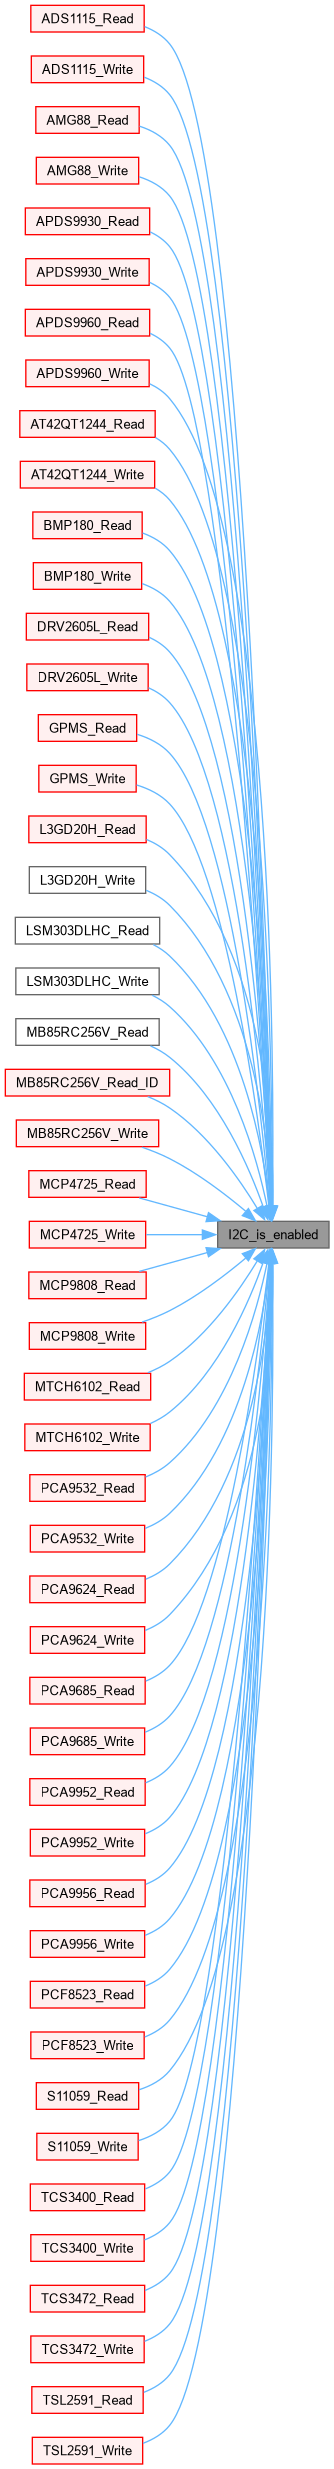 ADS1115_Read
ADS1115_Write
AMG88_Read
AMG88_Write
APDS9930_Read
APDS9930_Write
APDS9960_Read
APDS9960_Write
AT42QT1244_Read
AT42QT1244_Write
BMP180_Read
BMP180_Write
DRV2605L_Read
DRV2605L_Write
GPMS_Read
GPMS_Write
L3GD20H_Read
L3GD20H_Write
LSM303DLHC_Read
LSM303DLHC_Write
MB85RC256V_Read
MB85RC256V_Read_ID
MB85RC256V_Write
MCP4725_Read
MCP4725_Write
I2C_is_enabled
MCP9808_Read
MCP9808_Write
MTCH6102_Read
MTCH6102_Write
PCA9532_Read
PCA9532_Write
PCA9624_Read
PCA9624_Write
PCA9685_Read
PCA9685_Write
PCA9952_Read
PCA9952_Write
PCA9956_Read
PCA9956_Write
PCF8523_Read
PCF8523_Write
S11059_Read
S11059_Write
TCS3400_Read
TCS3400_Write
TCS3472_Read
TCS3472_Write
TSL2591_Read
TSL2591_Write